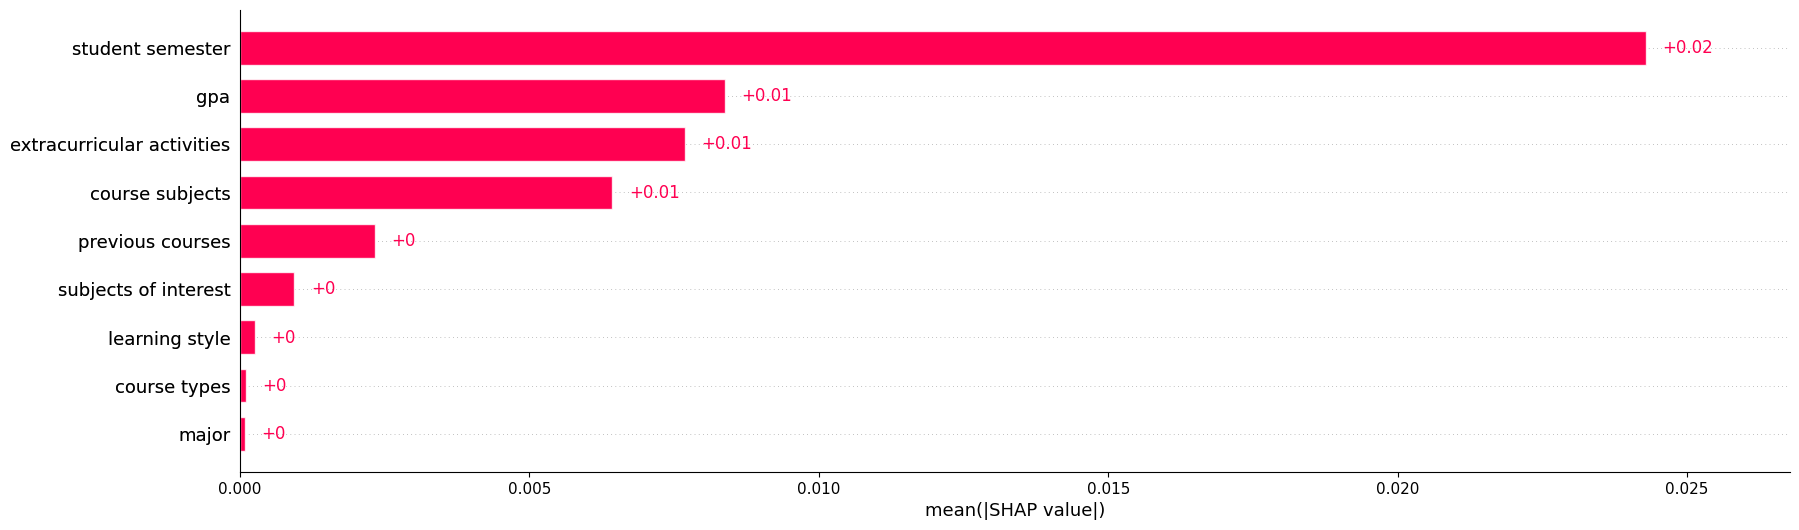 student semester +0.02
gpa +0.01
extracurricular activities +0.01
course subjects +0.01
previous courses +0
subjects of interest +0
learning style +0
course types +0
major +0
0.000 0.005 0.010 0.015 0.020 0.025
mean(|SHAP value|)